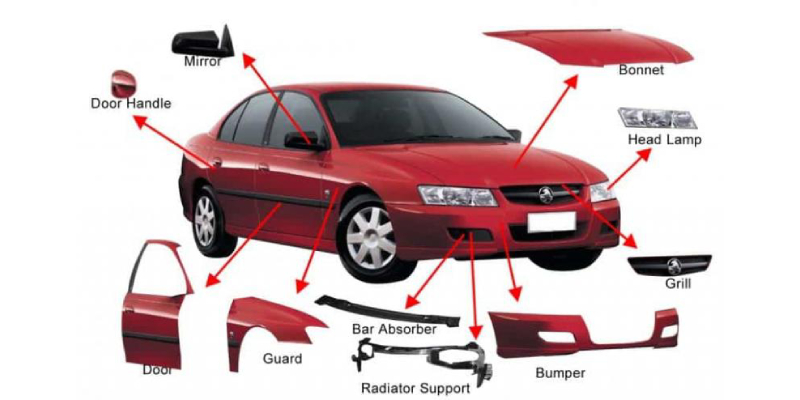 Mirror
Bonnet
Door Handle
Head Lamp
Grill
Bar Absorber
Guard
Door
Bumper
Radiator Support